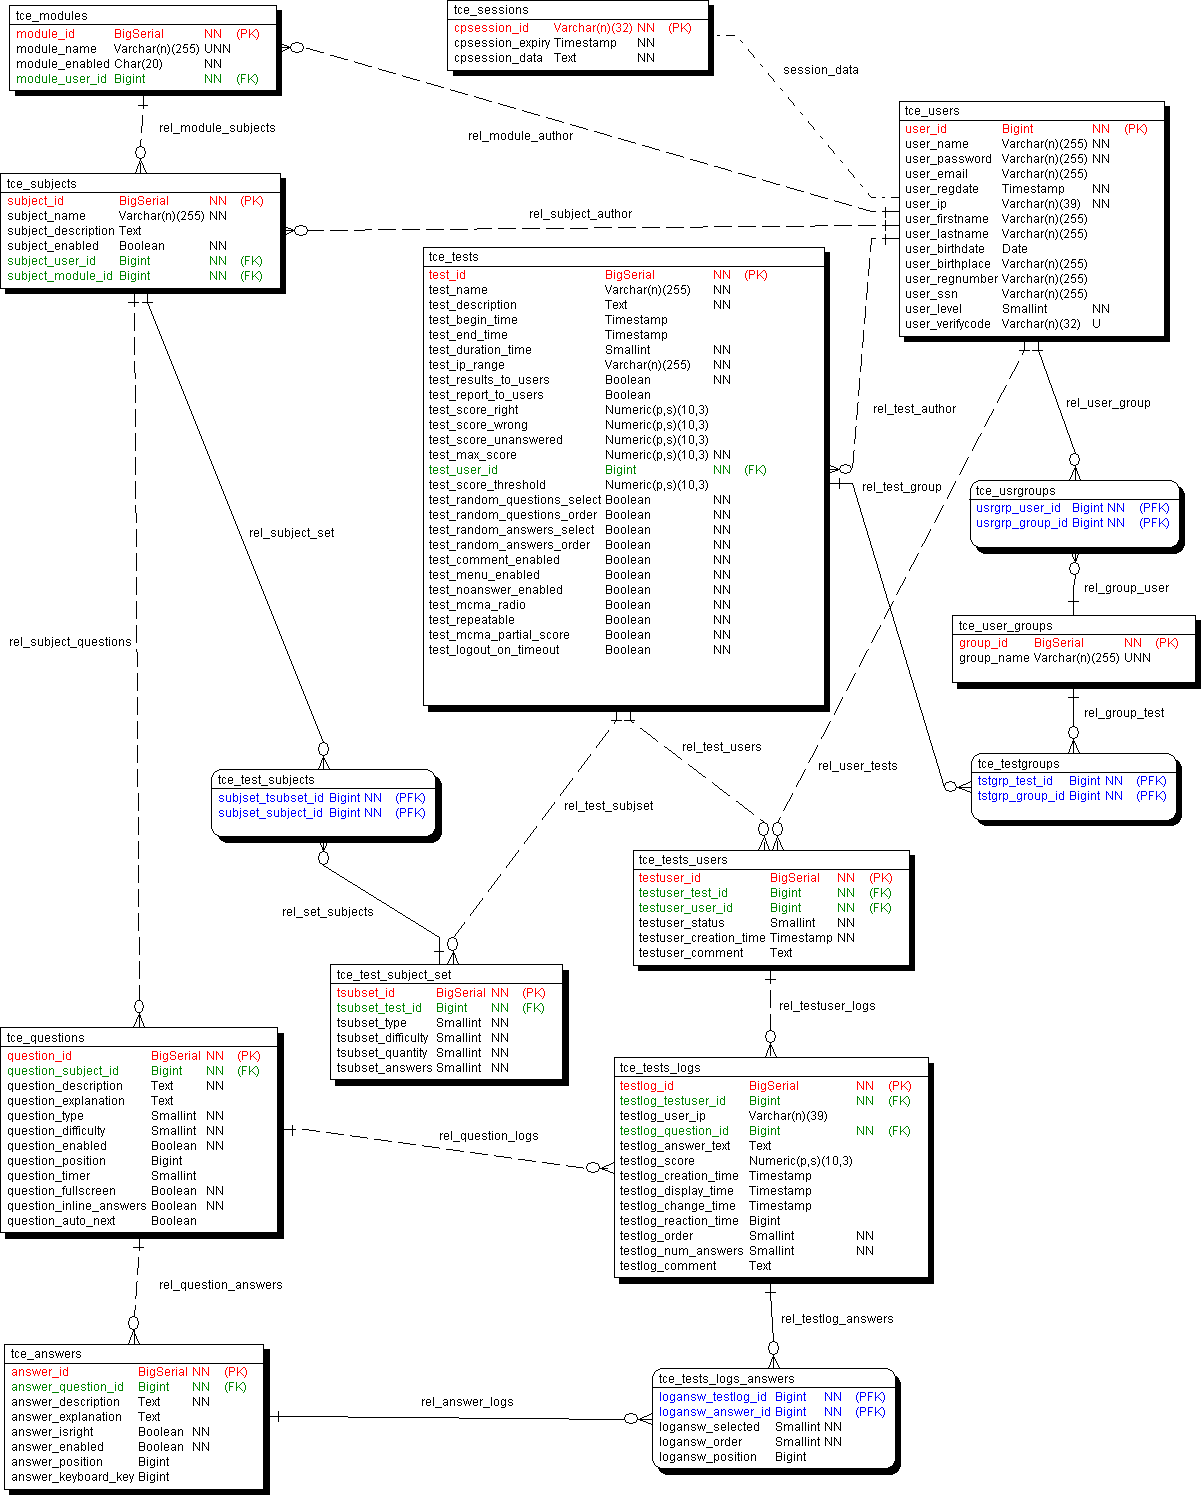 tce_modules
module_id BigSerial NN (PK)
module_name Varchar(n)(255) UNN
module_enabled Char(20) NN
module_user_id Bigint NN (FK)
tce_sessions
cpsession_id Varchar(n)(32) NN (PK)
cpsession_expiry Timestamp NN
cpsession_data Text NN
session_data
rel_module_subjects
rel_module_author
tce_users
user_id Bigint NN (PK)
user_name Varchar(n)(255) NN
user_password Varchar(n)(255) NN
user_email Varchar(n)(255)
user_regdate Timestamp NN
user_ip Varchar(n)(39) NN
user_firstname Varchar(n)(255)
user_lastname Varchar(n)(255)
user_birthdate Date
user_birthplace Varchar(n)(255)
user_regnumber Varchar(n)(255)
user_ssn Varchar(n)(255)
user_level Smallint NN
user_verifycode Varchar(n)(32) U
tce_subjects
subject_id BigSerial NN (PK)
subject_name Varchar(n)(255) NN
subject_description Text
subject_enabled Boolean NN
subject_user_id Bigint NN (FK)
subject_module_id Bigint NN (FK)
rel_subject_author
tce_tests
test_id BigSerial NN (PK)
test_name Varchar(n)(255) NN
test_description Text NN
test_begin_time Timestamp
test_end_time Timestamp
test_duration_time Smallint NN
test_ip_range Varchar(n)(255) NN
test_results_to_users Boolean NN
test_report_to_users Boolean
test_score_right Numeric(p,s)(10,3)
test_score_wrong Numeric(p,s)(10,3)
test_score_unanswered Numeric(p,s)(10,3)
test_max_score Numeric(p,s)(10,3) NN
test_user_id Bigint NN (FK)
test_score_threshold Numeric(p,s)(10,3)
test_random_questions_select Boolean NN
test_random_questions_order Boolean NN
test_random_answers_select Boolean NN
test_random_answers_order Boolean NN
test_comment_enabled Boolean NN
test_menu_enabled Boolean NN
test_noanswer_enabled Boolean NN
test_mcma_radio Boolean NN
test_repeatable Boolean NN
test_mcma_partial_score Boolean NN
test_logout_on_timeout Boolean NN
rel_test_author
rel_user_group
rel_test_group
tce_usrgroups
usrgrp_user_id Bigint NN (PFK)
usrgrp_group_id Bigint NN (PFK)
rel_group_user
tce_user_groups
group_id BigSerial NN (PK)
group_name Varchar(n)(255) UNN
rel_group_test
tce_testgroups
tstgrp_test_id Bigint NN (PFK)
tstgrp_group_id Bigint NN (PFK)
rel_subject_set
rel_subject_questions
rel_test_users
rel_user_tests
rel_test_subjset
tce_test_subjects
subjset_tsubset_id Bigint NN (PFK)
subjset_subject_id Bigint NN (PFK)
rel_set_subjects
tce_tests_users
testuser_id BigSerial NN (PK)
testuser_test_id Bigint NN (FK)
testuser_user_id Bigint NN (FK)
testuser_status Smallint NN
testuser_creation_time Timestamp NN
testuser_comment Text
tce_test_subject_set
tsubset_id BigSerial NN (PK)
tsubset_test_id Bigint NN (FK)
tsubset_type Smallint NN
tsubset_difficulty Smallint NN
tsubset_quantity Smallint NN
tsubset_answers Smallint NN
rel_testuser_logs
tce_questions
question_id BigSerial NN (PK)
question_subject_id Bigint NN (FK)
question_description Text NN
question_explanation Text
question_type Smallint NN
question_difficulty Smallint NN
question_enabled Boolean NN
question_position Bigint
question_timer Smallint
question_fullscreen Boolean NN
question_inline_answers Boolean NN
question_auto_next Boolean
rel_question_logs
tce_tests_logs
testlog_id BigSerial NN (PK)
testlog_testuser_id Bigint NN (FK)
testlog_user_ip Varchar(n)(39)
testlog_question_id Bigint NN (FK)
testlog_answer_text Text
testlog_score Numeric(p,s)(10,3)
testlog_creation_time Timestamp
testlog_display_time Timestamp
testlog_change_time Timestamp
testlog_reaction_time Bigint
testlog_order Smallint NN
testlog_num_answers Smallint NN
testlog_comment Text
rel_question_answers
rel_testlog_answers
tce_answers
answer_id BigSerial NN (PK)
answer_question_id Bigint NN (FK)
answer_description Text NN
answer_explanation Text
answer_isright Boolean NN
answer_enabled Boolean NN
answer_position Bigint
answer_keyboard_key Bigint
rel_answer_logs
tce_tests_logs_answers
logansw_testlog_id Bigint NN (PFK)
logansw_answer_id Bigint NN (PFK)
logansw_selected Smallint NN
logansw_order Smallint NN
logansw_position Bigint